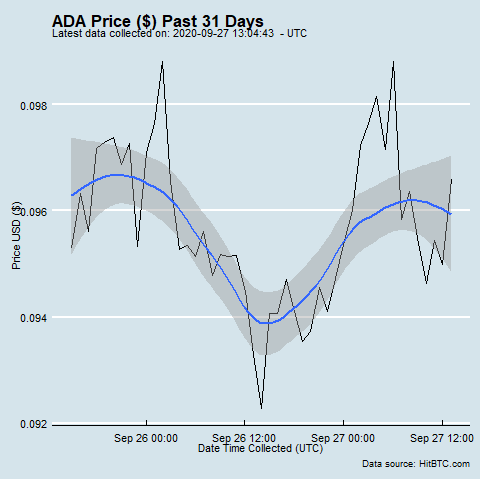 ADA Price ($) Past 31 Days
Latest data collected on: 2020-09-27 13:04:43  - UTC
Price USD ($)
0.098
0.096
0.094
0.092
Sep 26 00:00
Sep 26 12:00
Sep 27 00:00
Sep 27 12:00
Date Time Collected (UTC)
Data source: HitBTC.com